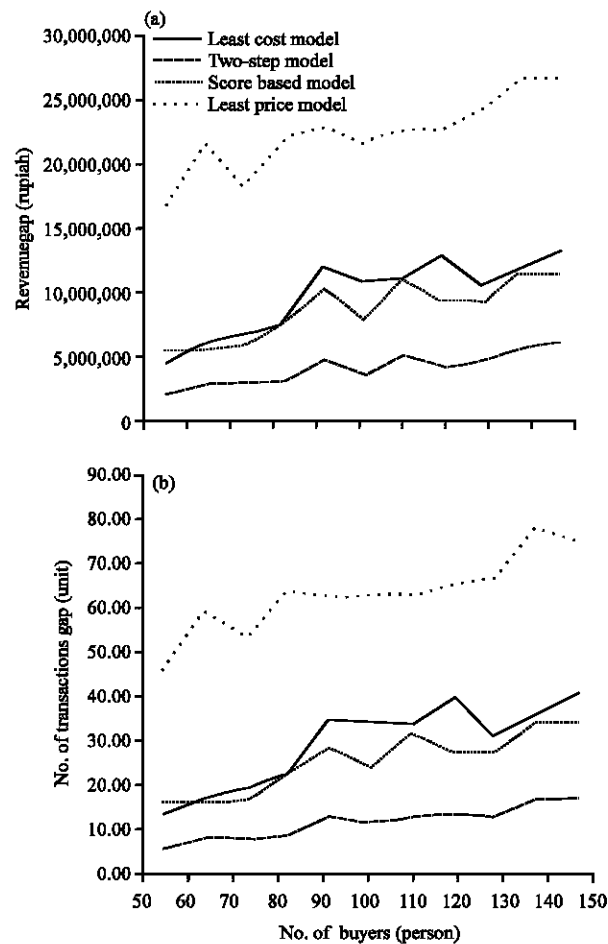 (a)
Least cost model
Two-step model
Score based model
Least price model
30,000,000
25,000,000
20,000,000
15,000,000
10,000,000
5,000,000
0
Revenuegap (rupiah)
(b)
90.00
80.00
70.00
60.00
50.00
40.00
30.00
20.00
10.00
0.00
No. of transactions gap (unit)
50 60 70 80 90 100 110 120 130 140 150
No. of buyers (person)